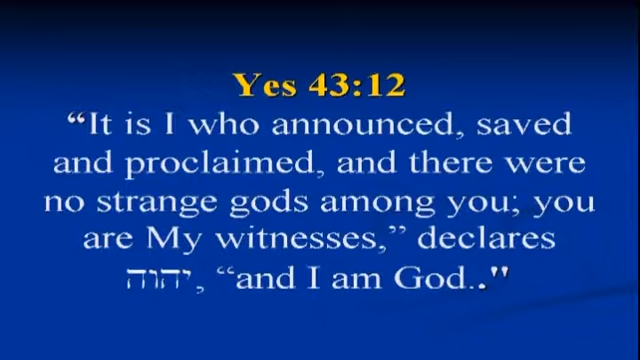 Yes 43:12
“It is I who announced, saved
and proclaimed, and there were
no strange gods among you; you
are My witnesses,” declares
יהוה, “and I am God.."